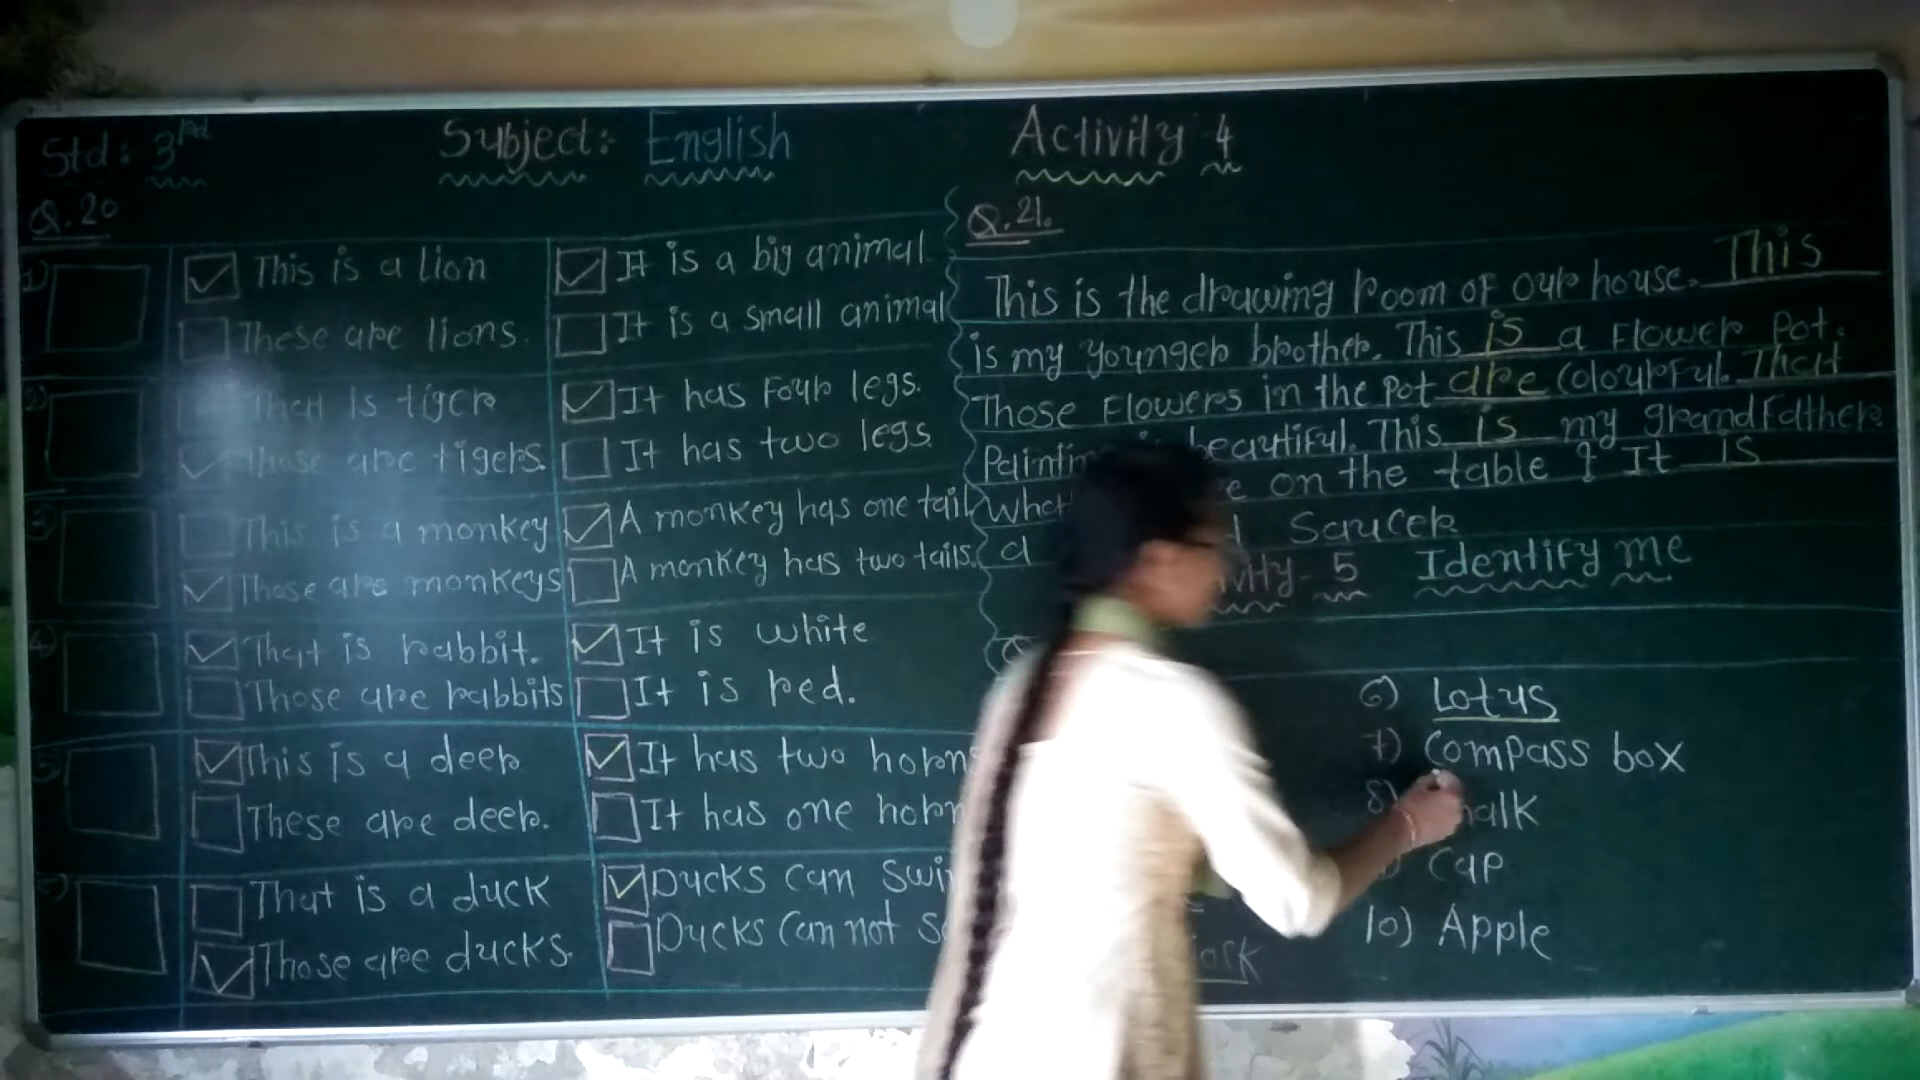 Std: 3rd Subject:- English Activity 4
Q. 20
1) This is a lion
These are lions.
2) That is tiger
Those are tigers.
3) This is a monkey
Those are monkeys
4) That is rabbit.
Those are rabbits
5) This is a deer
These are deer.
That is a duck
Those are ducks.
It is a big animal
It is a small animal
It has four legs.
It has two legs
A monkey has one tail
A monkey has two tails.
It is white
It is red.
It has two horns
It has one horn
Ducks can
Ducks can not
Q. 21.
This is the drawing room of our house. This
is my younger brother. This is a flower pot.
Those flowers in the pot are colourful. That
beautiful. This is my grandfather.
on the table ? It is
a Saucer
5 Identify me
6) Lotus
7) Compass box
8)
Cap
10) Apple